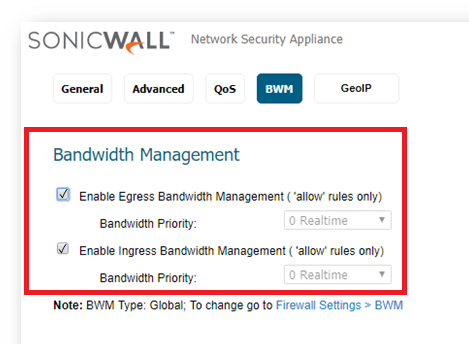 SONICWALL™ Network Security Appliance
General Advanced QoS BWM GeoIP
Bandwidth Management
Enable Egress Bandwidth Management ( 'allow' rules only)
Bandwidth Priority: 0 Realtime
Enable Ingress Bandwidth Management ( 'allow' rules only)
Bandwidth Priority: 0 Realtime
Note: BWM Type: Global; To change go to Firewall Settings > BWM